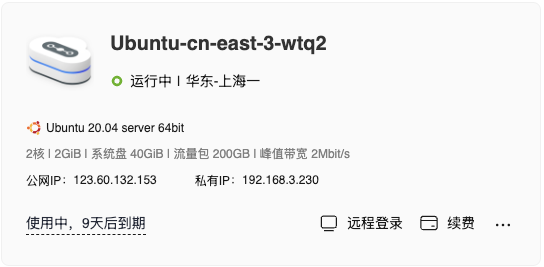 Ubuntu-cn-east-3-wtq2
运行中 | 华东-上海一
Ubuntu 20.04 server 64bit
2核 | 2GiB | 系统盘 40GiB | 流量包 200GB | 峰值带宽 2Mbit/s
公网IP： 123.60.132.153 私有IP： 192.168.3.230
使用中，9天后到期 远程登录 续费 ...